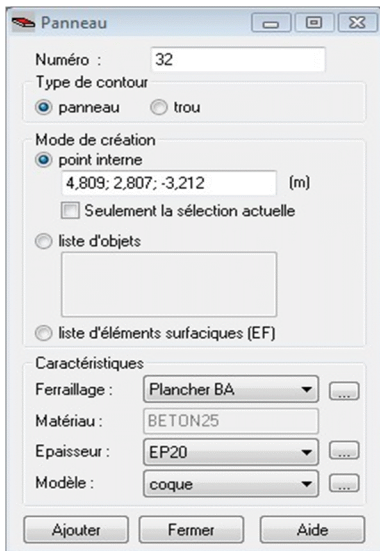 Panneau
Numéro : 32
Type de contour
panneau trou
Mode de création
point interne
4,809; 2,807; -3,212 (m)
Seulement la sélection actuelle
liste d'objets
liste d'éléments surfaciques (EF)
Caractéristiques
Ferraillage : Plancher BA ...
Matériau : BETON25
Epaisseur : EP20 ...
Modèle : coque ...
Ajouter Fermer Aide